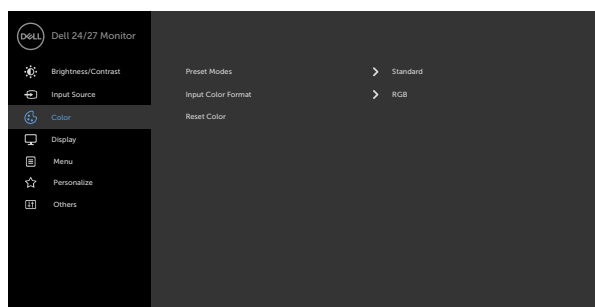 DELL Dell 24/27 Monitor
Brightness/Contrast Preset Modes Standard
Input Source Input Color Format RGB
Color Reset Color
Display
Menu
Personalize
Others